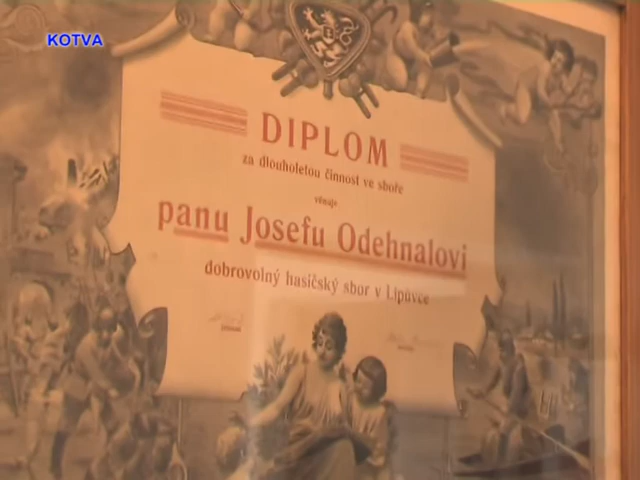 KOTVA
DIPLOM
za dlouholetou činnost ve sboře
věnuje
panu Josefu Odehnalovi
dobrovolný hasičský sbor v Lipůvce